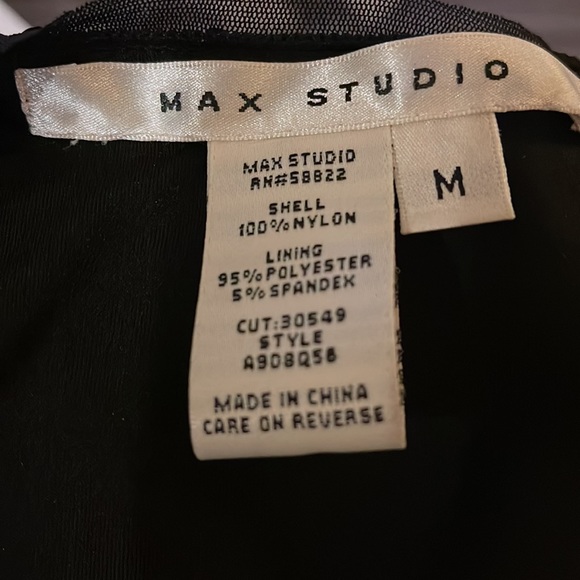 MAX STUDIO
M
MAX STUDIO
RN#58822
SHELL
100%NYLON
LINING
95%POLYESTER
5%SPANDEX
CUT:30549
STYLE
A908Q56
MADE IN CHINA
CARE ON REVERSE